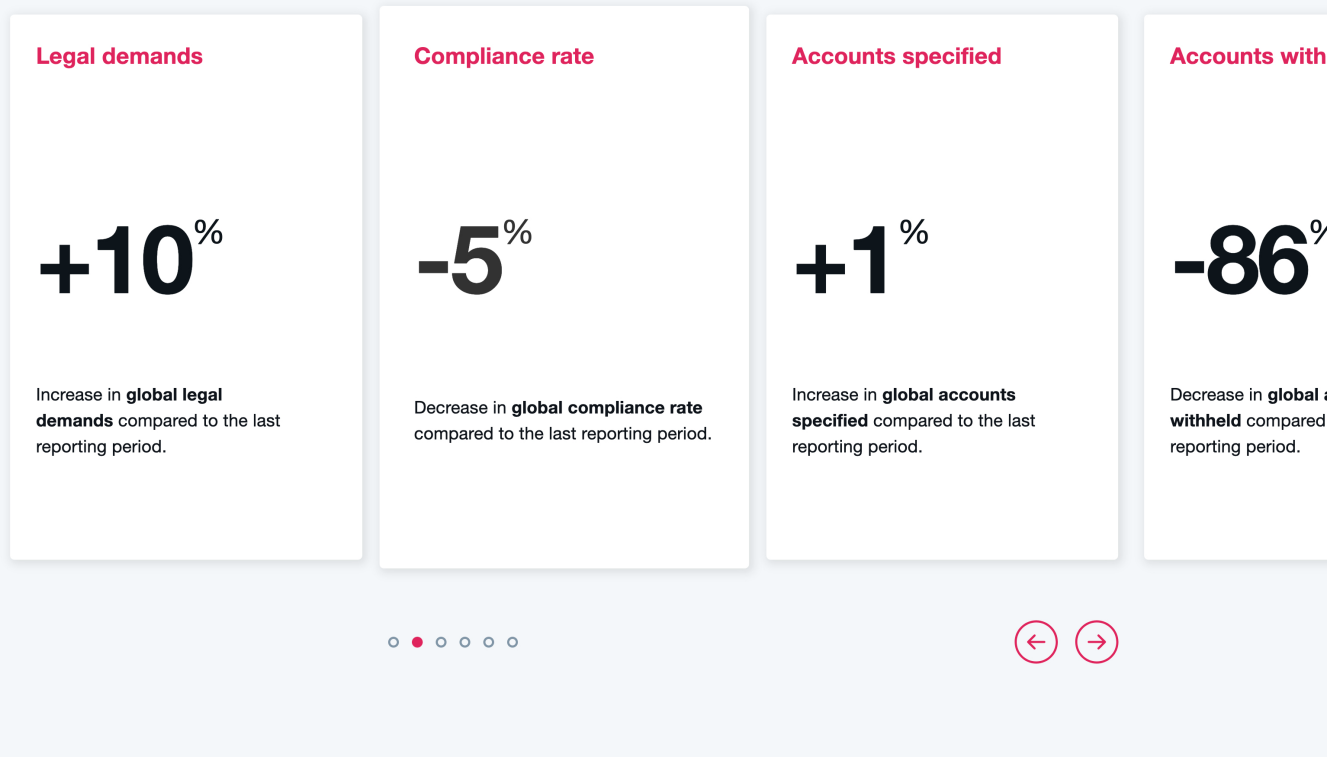 Legal demands
+10%
Increase in global legal
demands compared to the last
reporting period.
Compliance rate
-5%
Decrease in global compliance rate
compared to the last reporting period.
Accounts specified
+1%
Increase in global accounts
specified compared to the last
reporting period.
Accounts with
-86%
Decrease in global
withheld compared
reporting period.